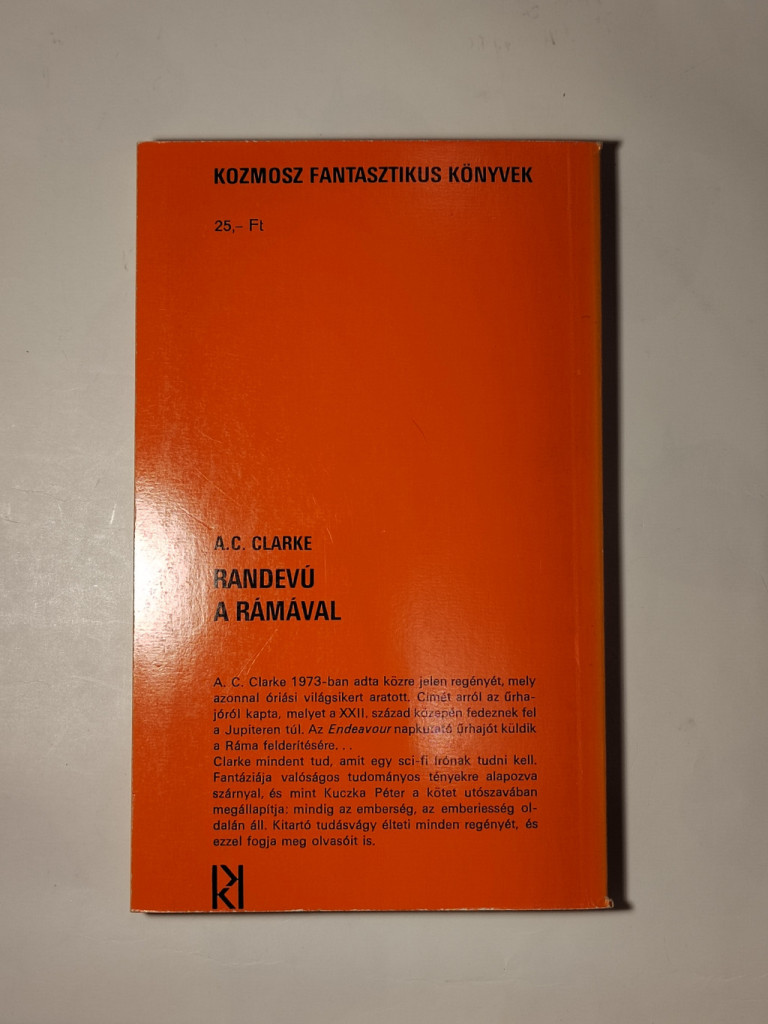 KOZMOSZ FANTASZTIKUS KÖNYVEK
25,– Ft
A.C. CLARKE
RANDEVÚ
A RÁMÁVAL
A. C. Clarke 1973-ban adta közre jelen regényét, mely
azonnal óriási világsikert aratott. Címét arról az űrha-
jóról kapta, melyet a XXII. század közepén fedeznek fel
a Jupiteren túl. Az Endeavour napkutató űrhajót küldik
a Ráma felderítésére. . .
Clarke mindent tud, amit egy sci-fi írónak tudni kell.
Fantáziája valóságos tudományos tényekre alapozva
szárnyal, és mint Kuczka Péter a kötet utószavában
megállapítja: mindig az emberség, az emberiesség ol-
dalán áll. Kitartó tudásvágy élteti minden regényét, és
ezzel fogja meg olvasóit is.